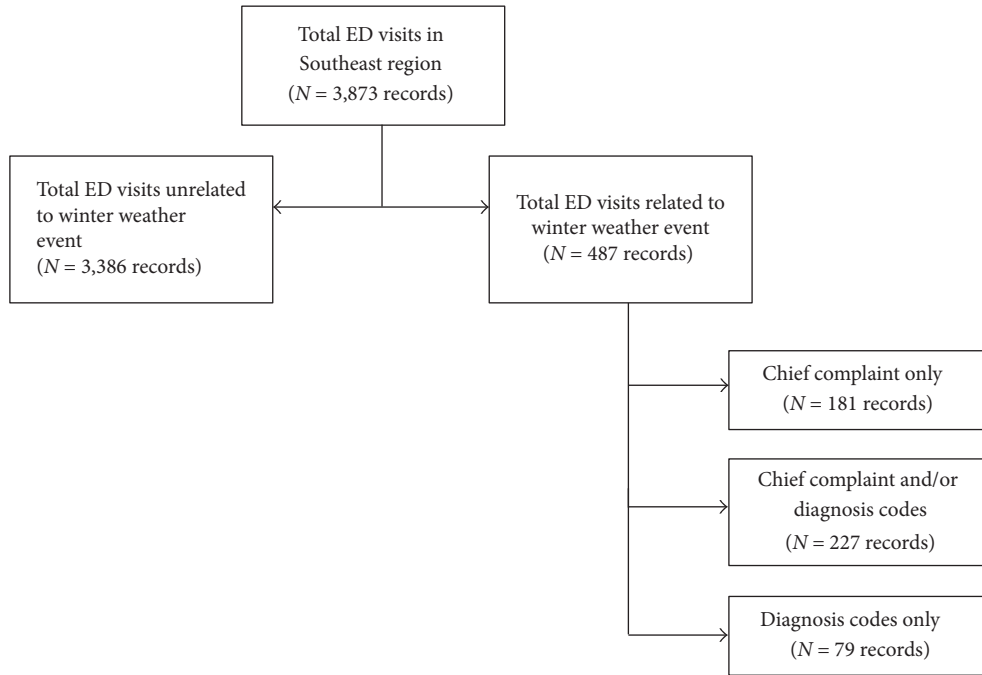 Total ED visits in
Southeast region
(N = 3,873 records)
Total ED visits unrelated
to winter weather
event
(N = 3,386 records)
Total ED visits related to
winter weather event
(N = 487 records)
Chief complaint only
(N = 181 records)
Chief complaint and/or
diagnosis codes
(N = 227 records)
Diagnosis codes only
(N = 79 records)